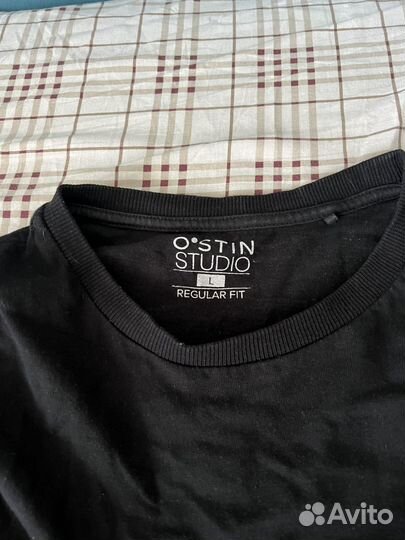 O'STIN
STUDIO
L
REGULAR FIT
Avito